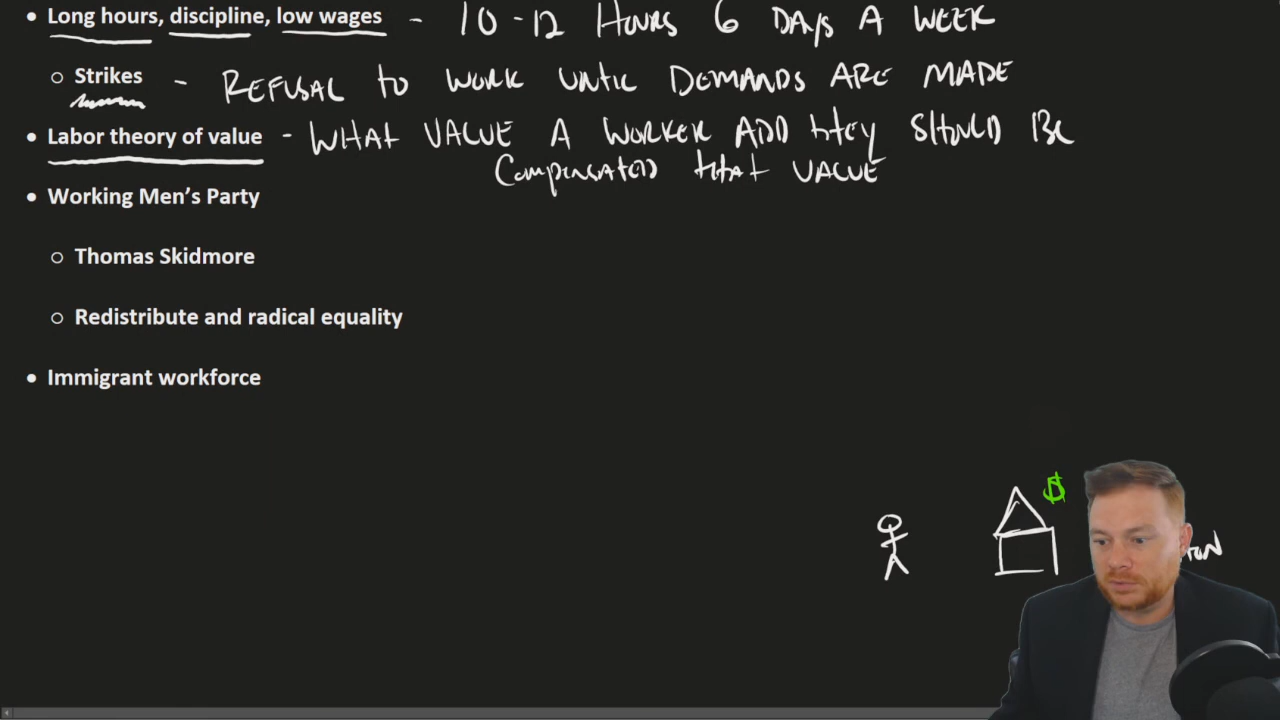 • Long hours, discipline, low wages - 10-12 HOURS 6 DAYS A WEEK
○ Strikes - REFUSAL TO WORK UNTIL DEMANDS ARE MADE
• Labor theory of value - WHAT VALUE A WORKER ADD THEY SHOULD BE
COMPENSATED THAT VALUE
• Working Men's Party
○ Thomas Skidmore
○ Redistribute and radical equality
• Immigrant workforce
$